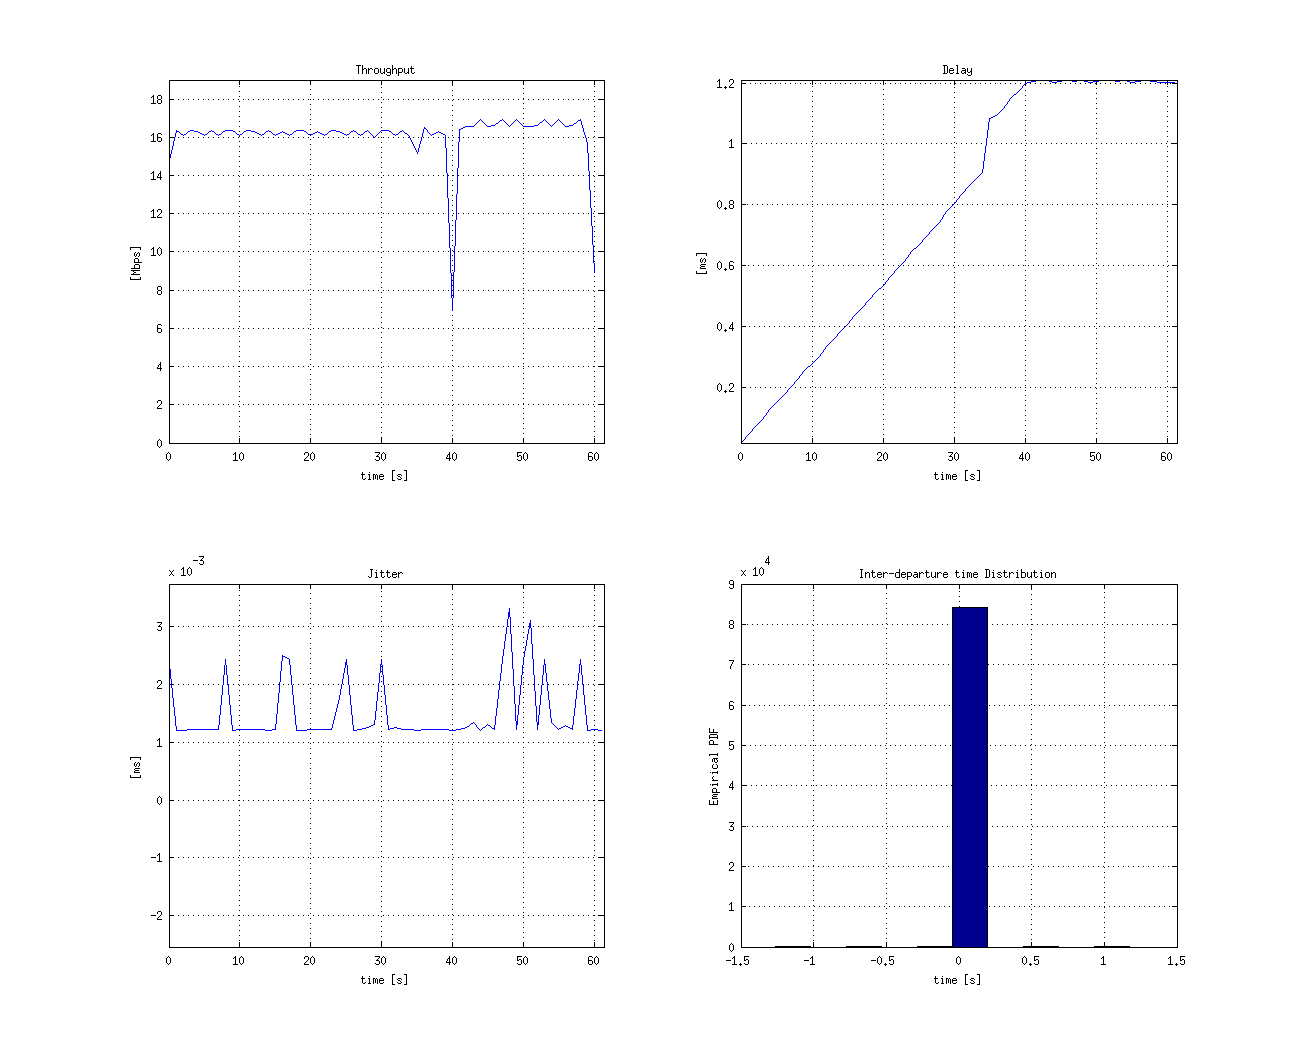 Throughput
18
16
14
12
10
8
6
4
2
0
[Mbps]
0 10 20 30 40 50 60
time [s]
Delay
1.2
1
0.8
0.6
0.4
0.2
[ms]
0 10 20 30 40 50 60
time [s]
x 10^-3
Jitter
3
2
1
0
-1
-2
[ms]
0 10 20 30 40 50 60
time [s]
x 10^4
Inter-departure time Distribution
9
8
7
6
5
4
3
2
1
0
Empirical PDF
-1.5 -1 -0.5 0 0.5 1 1.5
time [s]